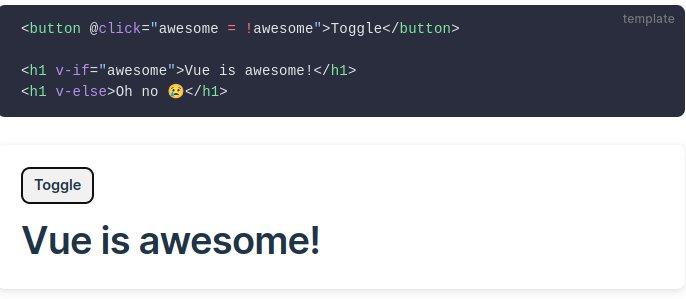 template
<button @click="awesome = !awesome">Toggle</button>
<h1 v-if="awesome">Vue is awesome!</h1>
<h1 v-else>Oh no 😢</h1>
Toggle
Vue is awesome!